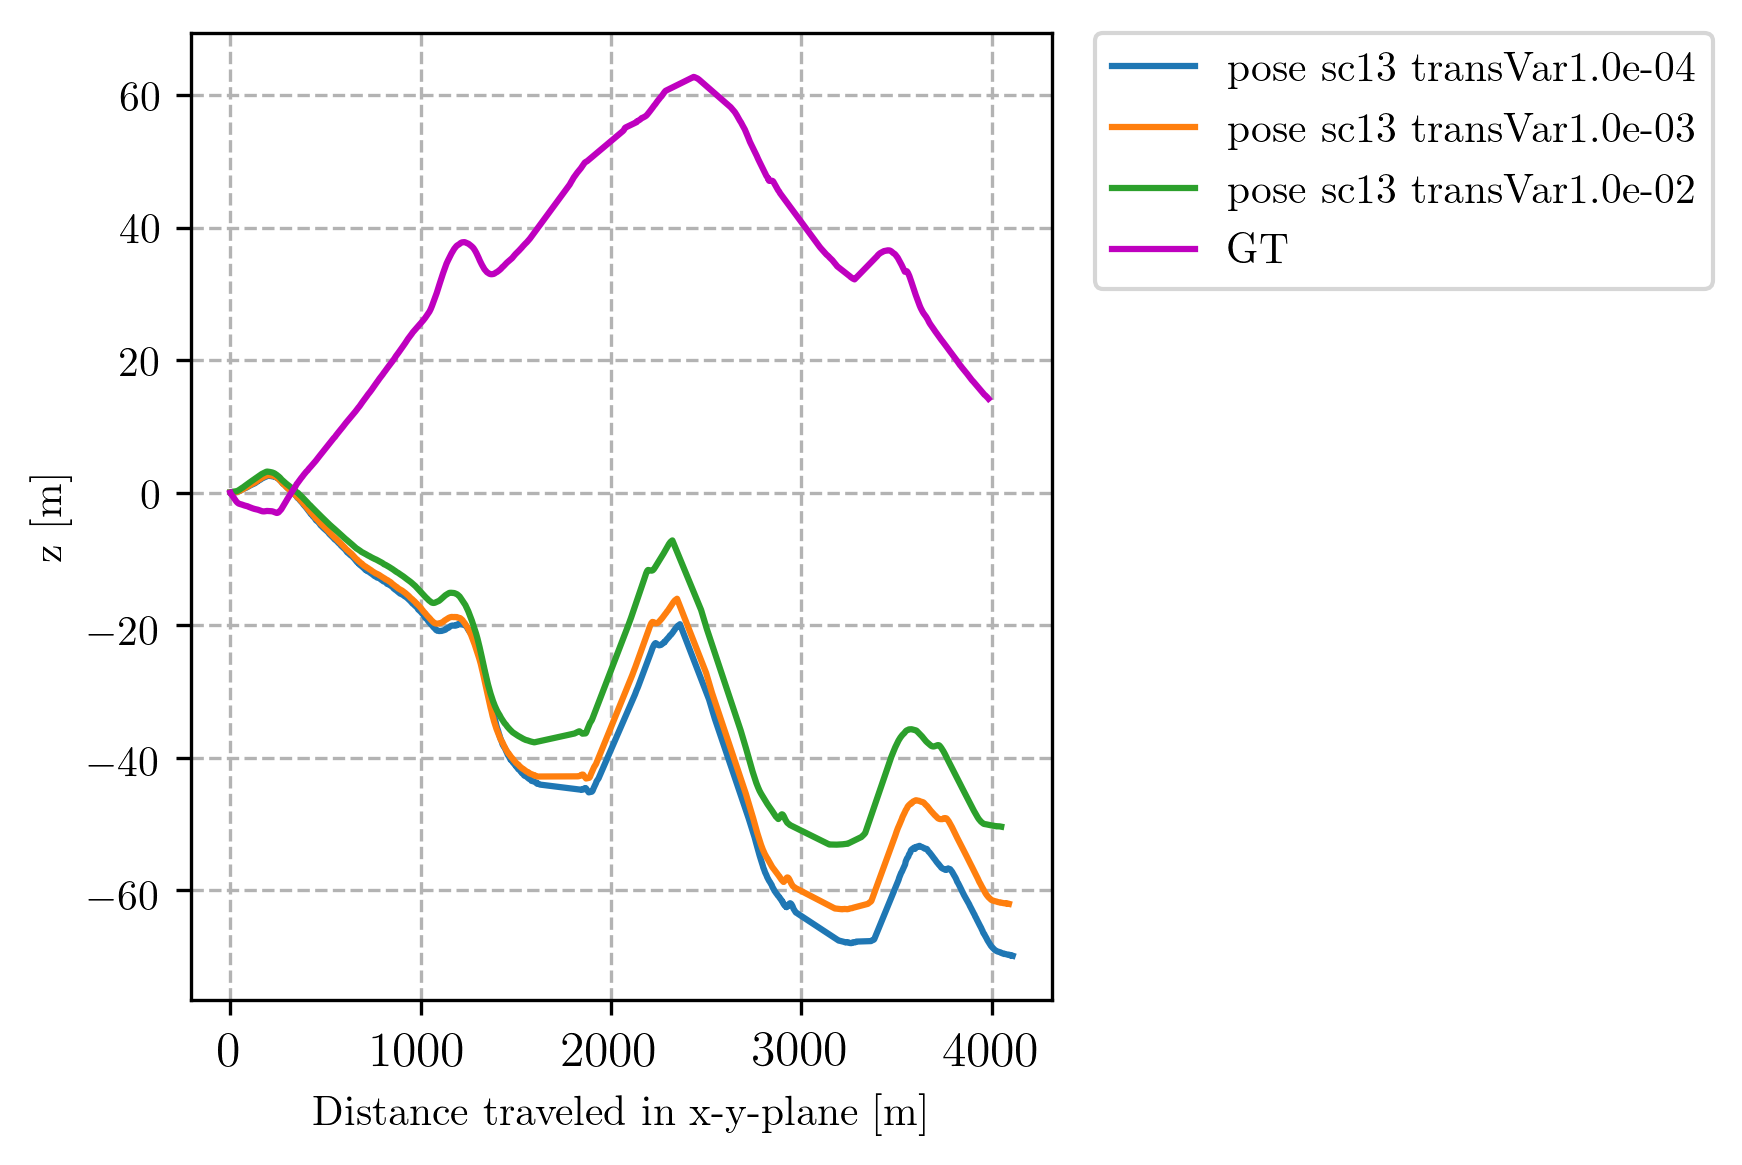 pose sc13 transVar1.0e-04
pose sc13 transVar1.0e-03
pose sc13 transVar1.0e-02
GT
60
40
20
0
−20
−40
−60
z [m]
0 1000 2000 3000 4000
Distance traveled in x-y-plane [m]